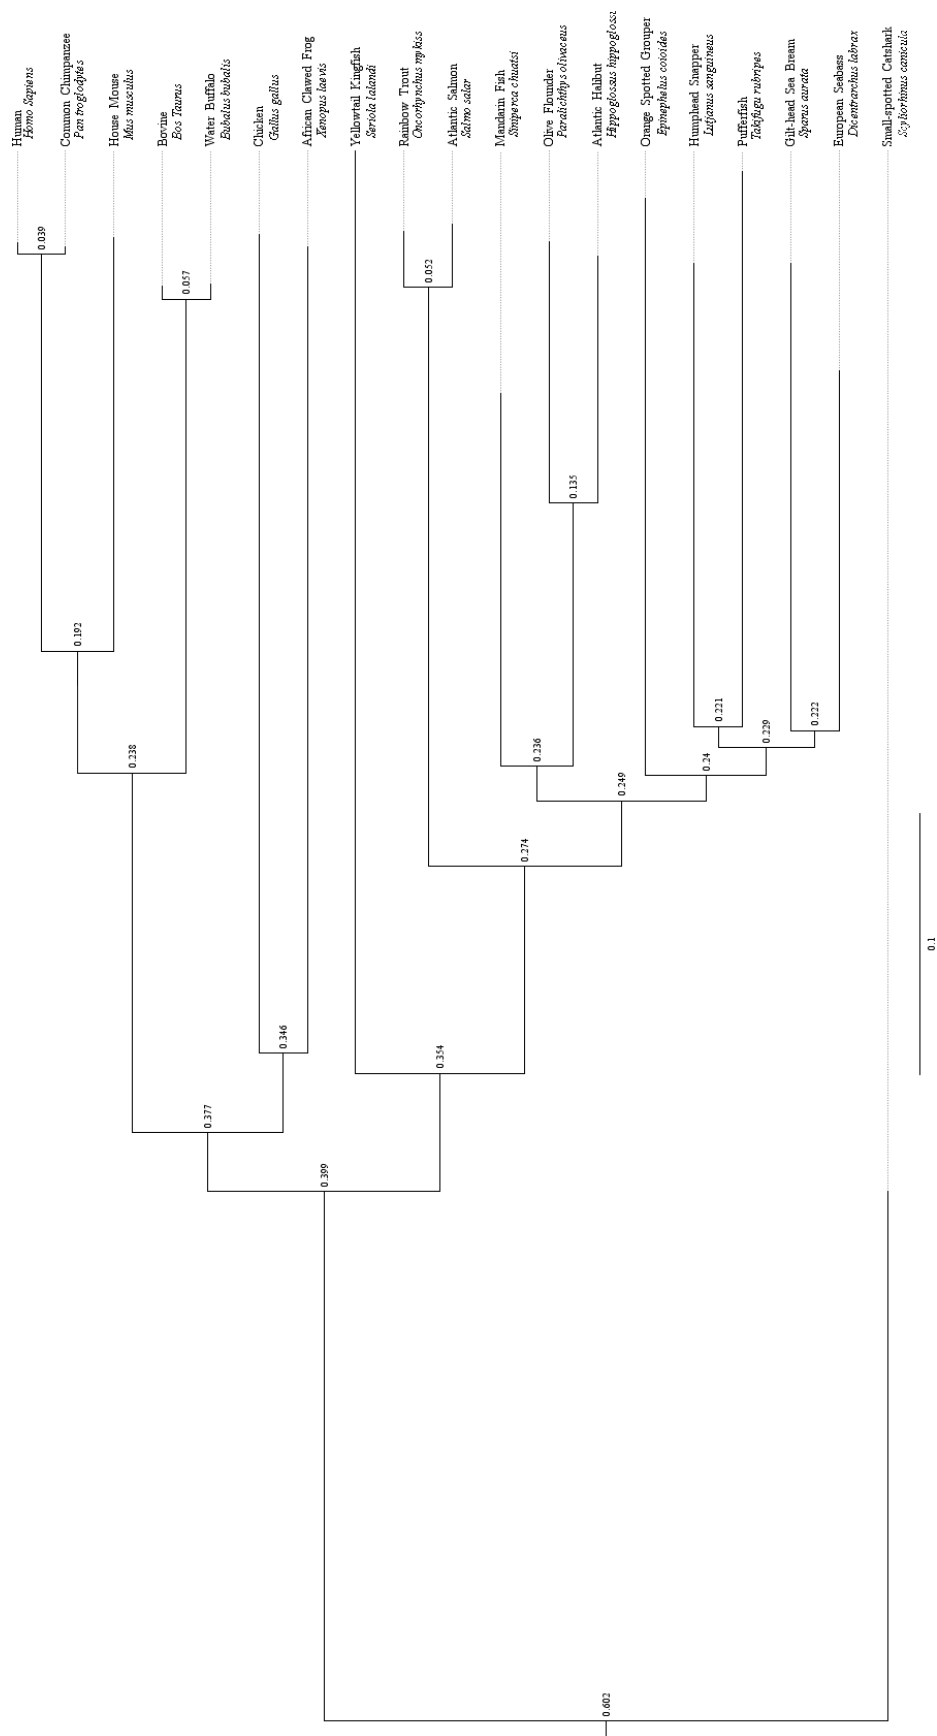 Human
Homo Sapiens
Common Chimpanzee
Pan troglodytes
House Mouse
Mus musculus
Bovine
Bos Taurus
Water Buffalo
Bubalus bubalis
Chicken
Gallus gallus
African Clawed Frog
Xenopus laevis
Yellowtail Kingfish
Seriola lalandi
Rainbow Trout
Oncorhynchus mykiss
Atlantic Salmon
Salmo salar
Mandarin Fish
Siniperca chuatsi
Olive Flounder
Paralichthys olivaceus
Atlantic Halibut
Hippoglossus hippoglossu
Orange Spotted Grouper
Epinephelus coioides
Humphead Snapper
Lutjanus sanguineus
Pufferfish
Takifugu rubripes
Gilt-head Sea Bream
Sparus aurata
European Seabass
Dicentrarchus labrax
Small-spotted Catshark
Scyliorhinus canicula
0.039
0.192
0.238
0.057
0.377
0.346
0.399
0.354
0.052
0.274
0.236
0.135
0.249
0.24
0.221
0.229
0.222
0.602
0.1